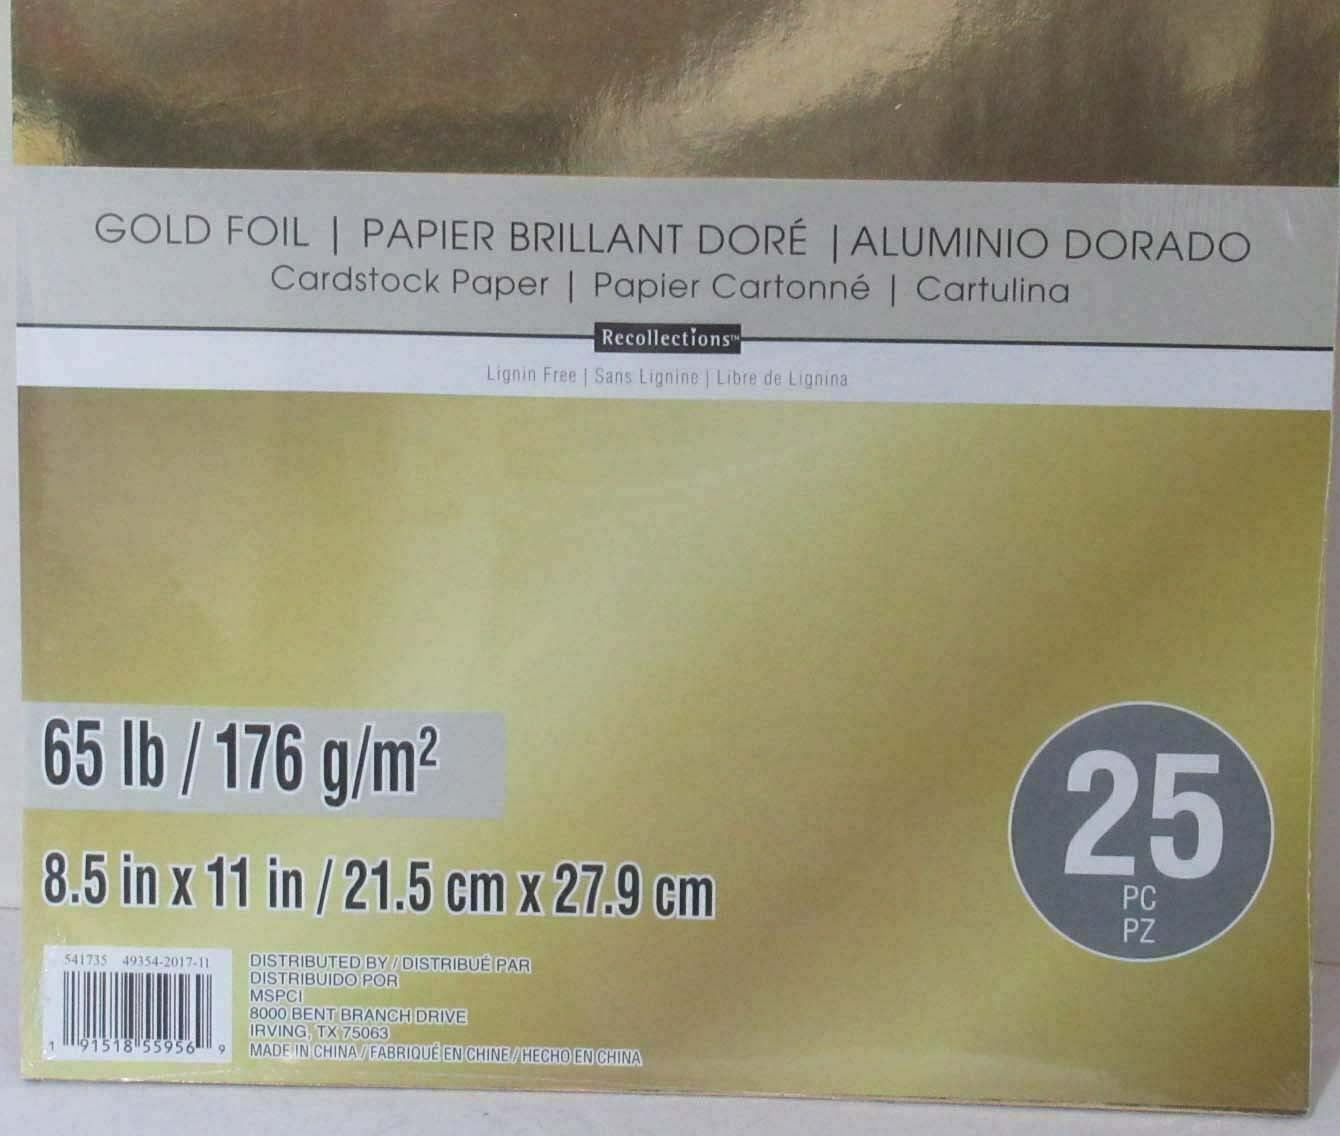 GOLD FOIL | PAPIER BRILLANT DORÉ | ALUMINIO DORADO
Cardstock Paper | Papier Cartonné | Cartulina
Recollections™
Lignin Free | Sans Lignine | Libre de Lignina
65 lb / 176 g/m²
8.5 in x 11 in / 21.5 cm x 27.9 cm
25
PC
PZ
541735 49354-2017-11
1 91518 55956 9
DISTRIBUTED BY / DISTRIBUÉ PAR
DISTRIBUIDO POR
MSPCI
8000 BENT BRANCH DRIVE
IRVING, TX 75063
MADE IN CHINA / FABRIQUÉ EN CHINE / HECHO EN CHINA